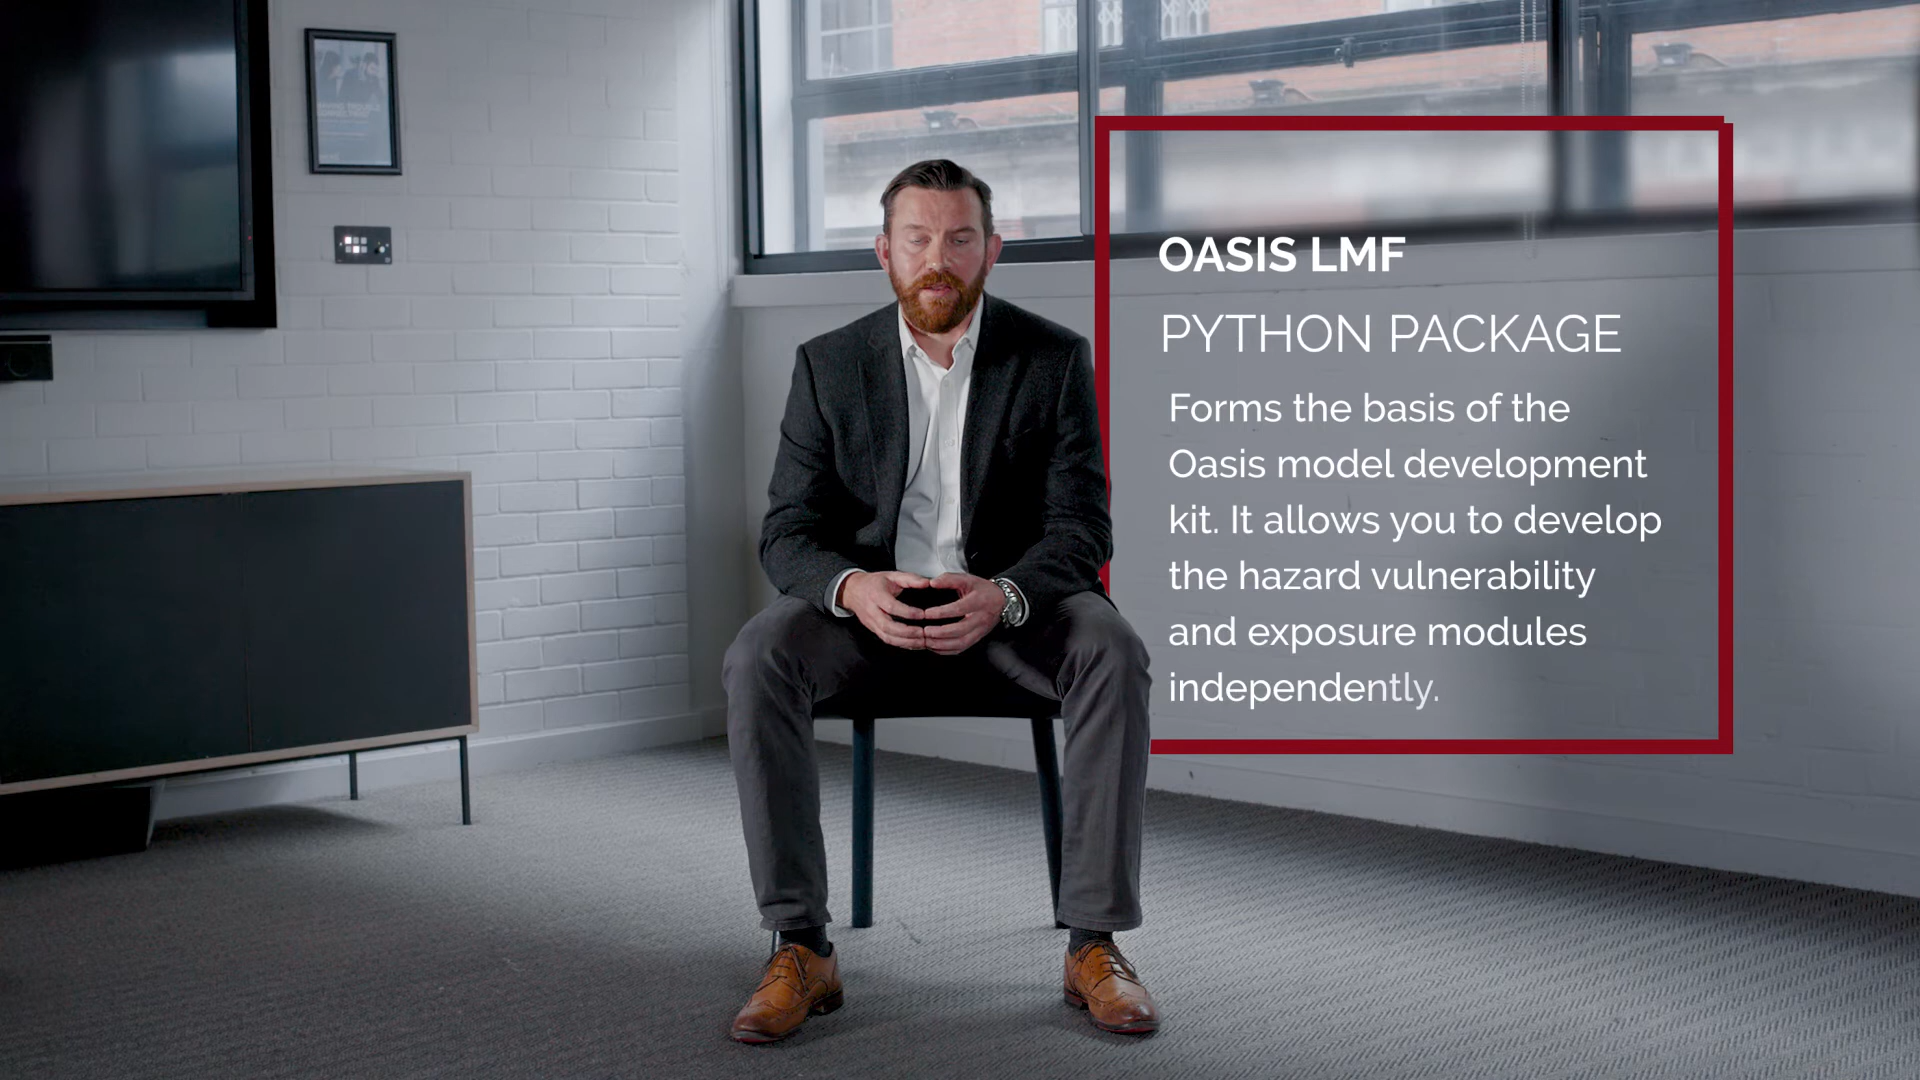 OASIS LMF
PYTHON PACKAGE
Forms the basis of the
Oasis model development
kit. It allows you to develop
the hazard vulnerability
and exposure modules
independently.